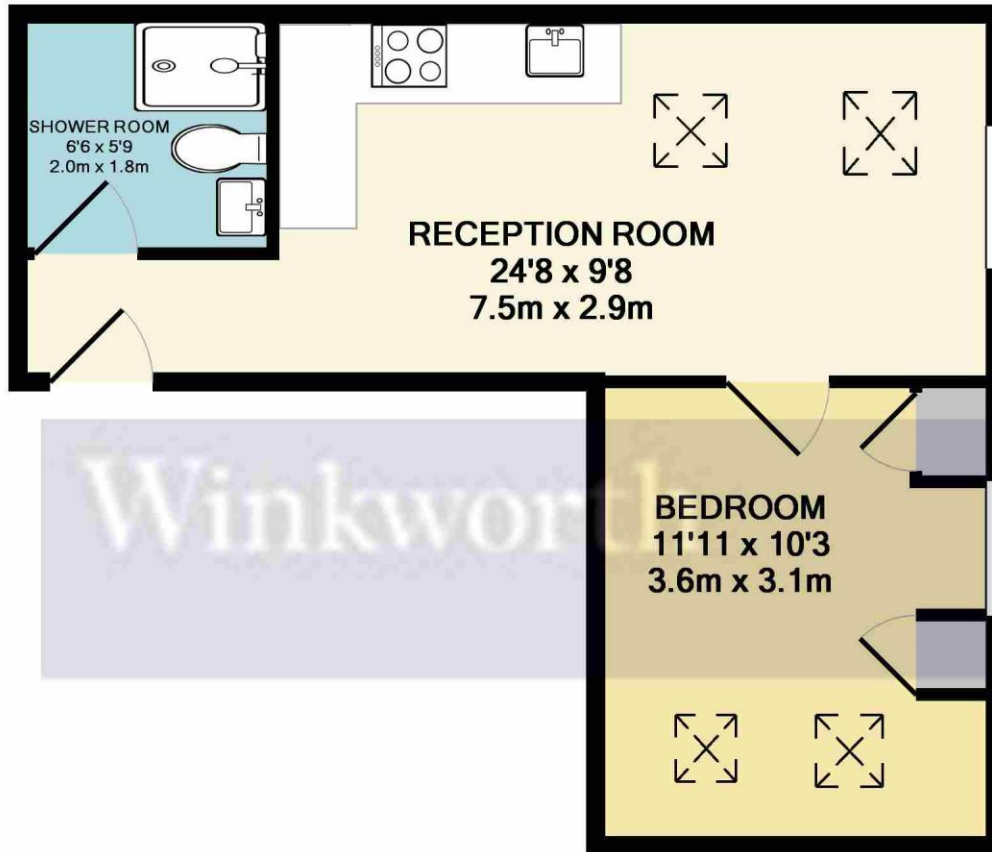 SHOWER ROOM
6'6 x 5'9
2.0m x 1.8m
RECEPTION ROOM
24'8 x 9'8
7.5m x 2.9m
Winkworth
BEDROOM
11'11 x 10'3
3.6m x 3.1m